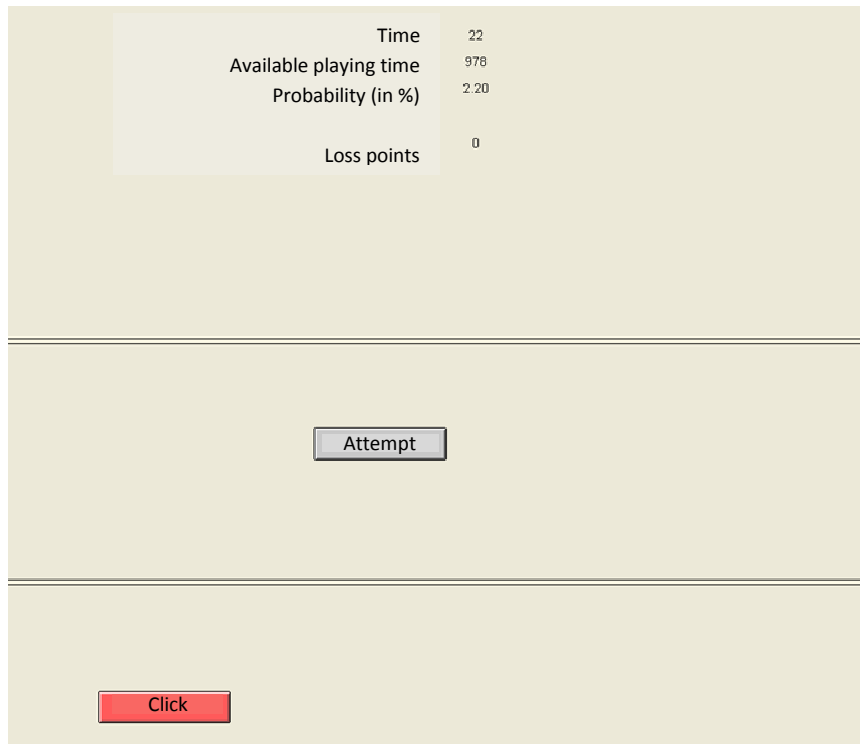 Time 22
Available playing time 978
Probability (in %) 2.20
Loss points 0
Attempt
Click